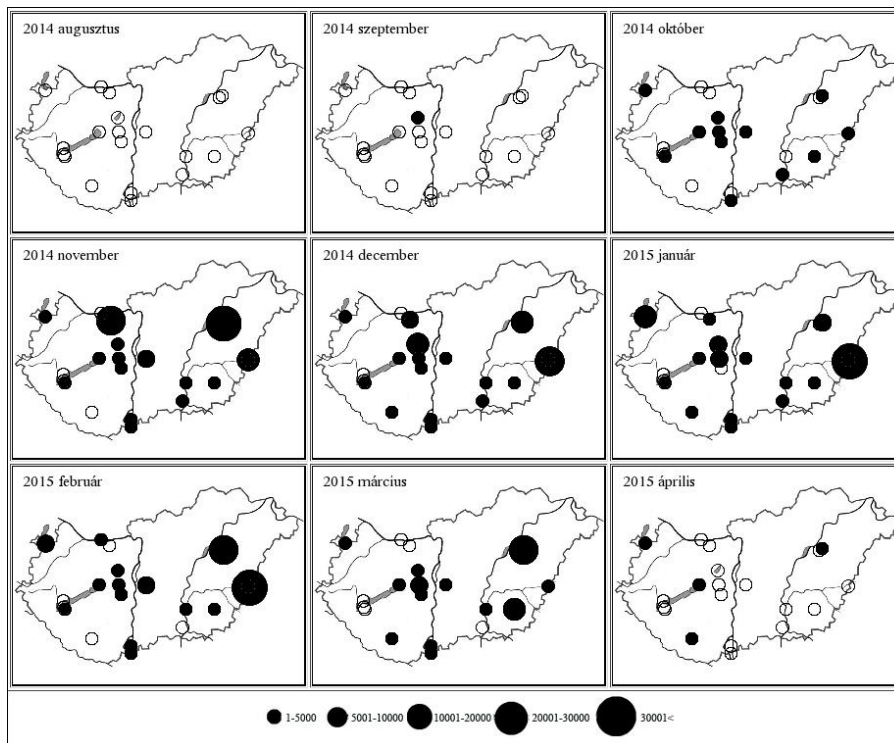 2014 augusztus
2014 szeptember
2014 október
2014 november
2014 december
2015 január
2015 február
2015 március
2015 április
1-5000 5001-10000 10001-20000 20001-30000 30001<